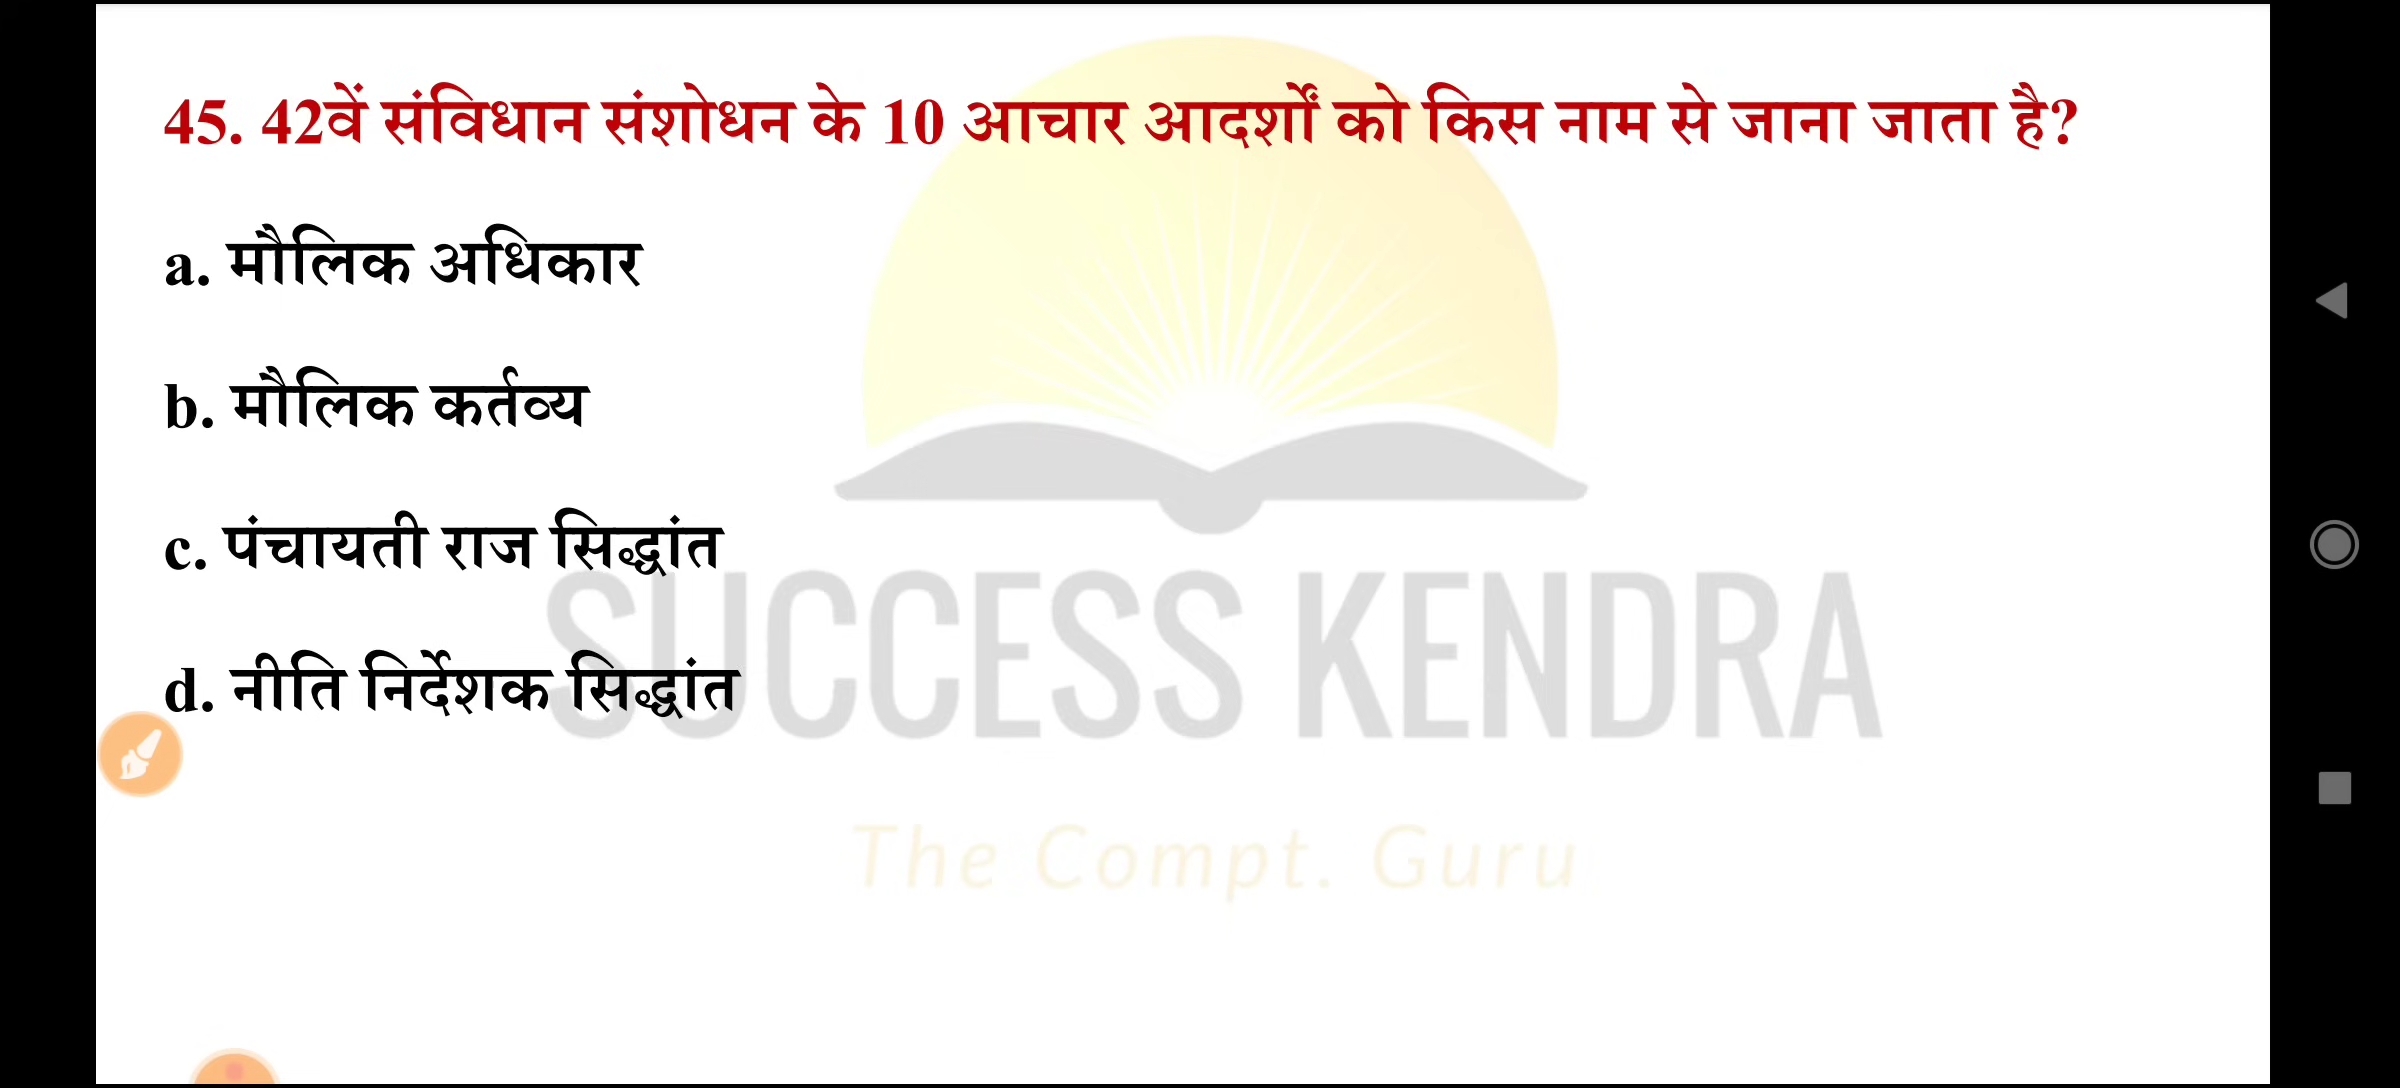 45. 42वें संविधान संशोधन के 10 आचार आदर्शों को किस नाम से जाना जाता है?
a. मौलिक अधिकार
b. मौलिक कर्तव्य
c. पंचायती राज सिद्धांत
d. नीति निर्देशक सिद्धांत
SUCCESS KENDRA
The Compt. Guru